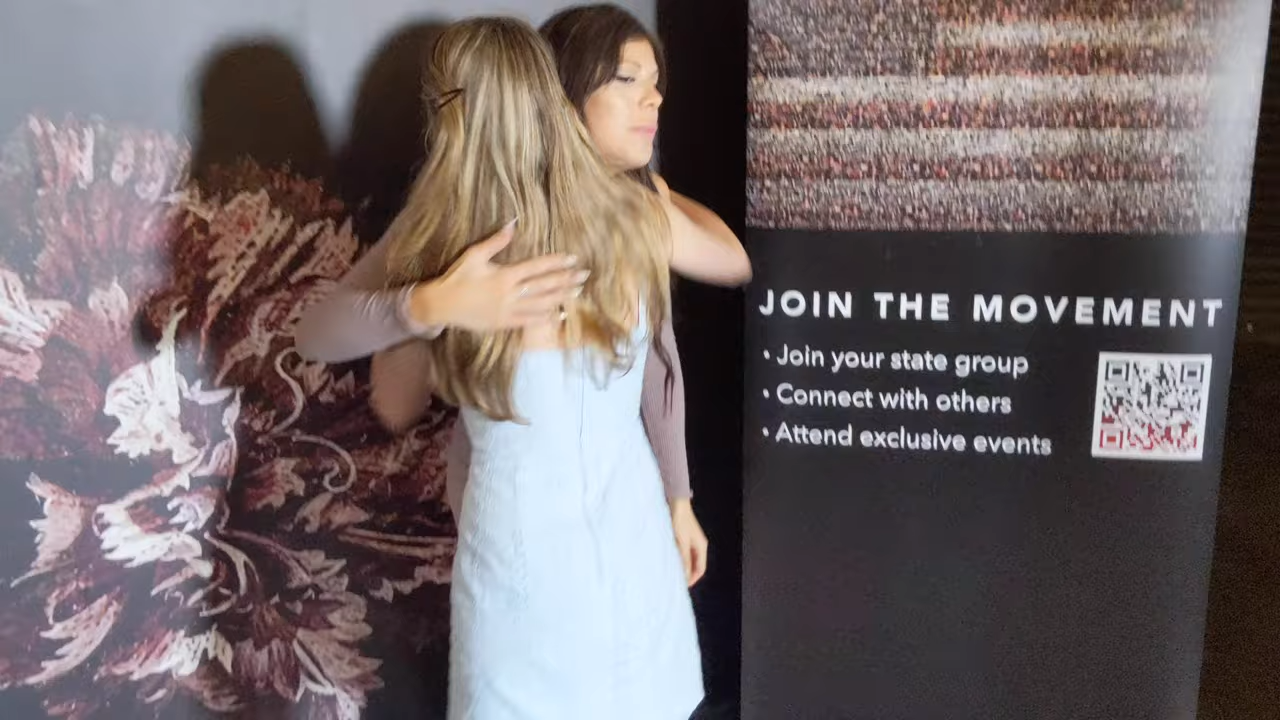 JOIN THE MOVEMENT
• Join your state group
• Connect with others
• Attend exclusive events